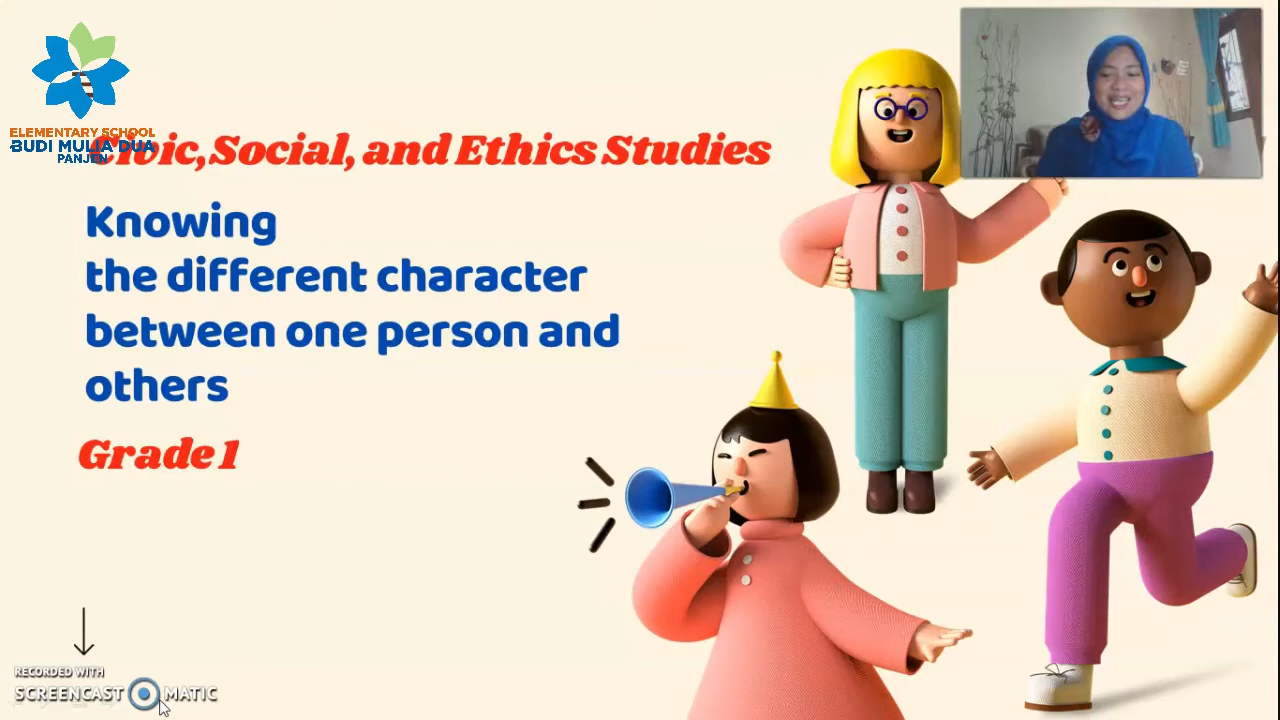 ELEMENTARY SCHOOL
BUDI MULIA DUA
PANJEN
Civic,Social, and Ethics Studies
Knowing
the different character
between one person and
others
Grade 1
RECORDED WITH
SCREENCAST MATIC